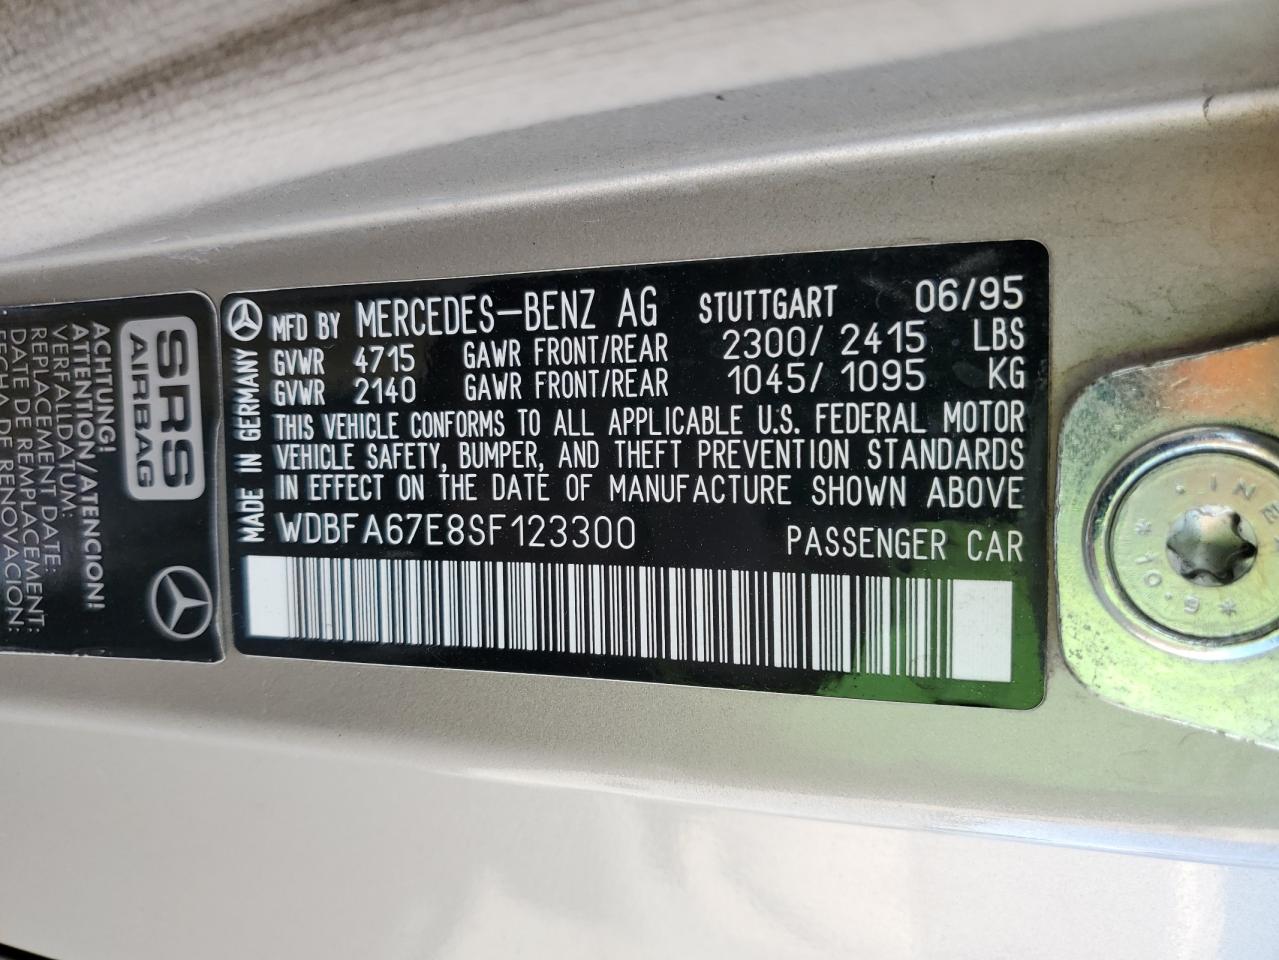 MFD BY MERCEDES-BENZ AG STUTTGART 06/95
GVWR 4715 GAWR FRONT/REAR 2300/ 2415 LBS
GVWR 2140 GAWR FRONT/REAR 1045/ 1095 KG
THIS VEHICLE CONFORMS TO ALL APPLICABLE U.S. FEDERAL MOTOR
VEHICLE SAFETY, BUMPER, AND THEFT PREVENTION STANDARDS
IN EFFECT ON THE DATE OF MANUFACTURE SHOWN ABOVE
WDBFA67E8SF123300 PASSENGER CAR
MADE IN GERMANY
SRS
AIRBAG
ACHTUNG!
ATTENTION/ATENCION!
VERFALLDATUM:
REPLACEMENT DATE:
DATE DE REMPLACEMENT:
FECHA DE RENOVACION:
10.9